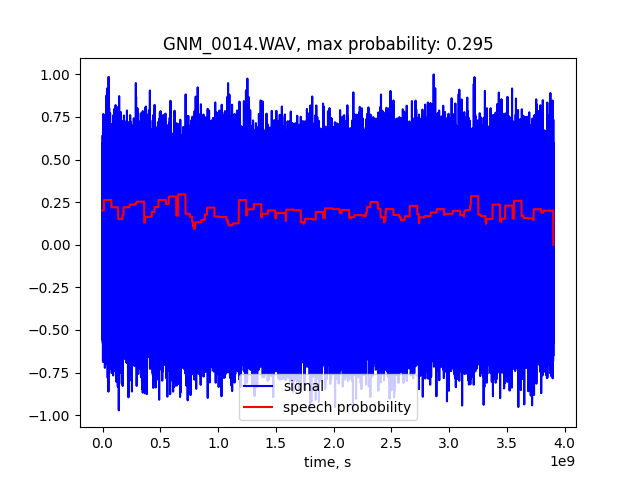 GNM_0014.WAV, max probability: 0.295
1.00
0.75
0.50
0.25
0.00
−0.25
−0.50
−0.75
−1.00
signal
speech probobility
0.0 0.5 1.0 1.5 2.0 2.5 3.0 3.5 4.0
1e9
time, s